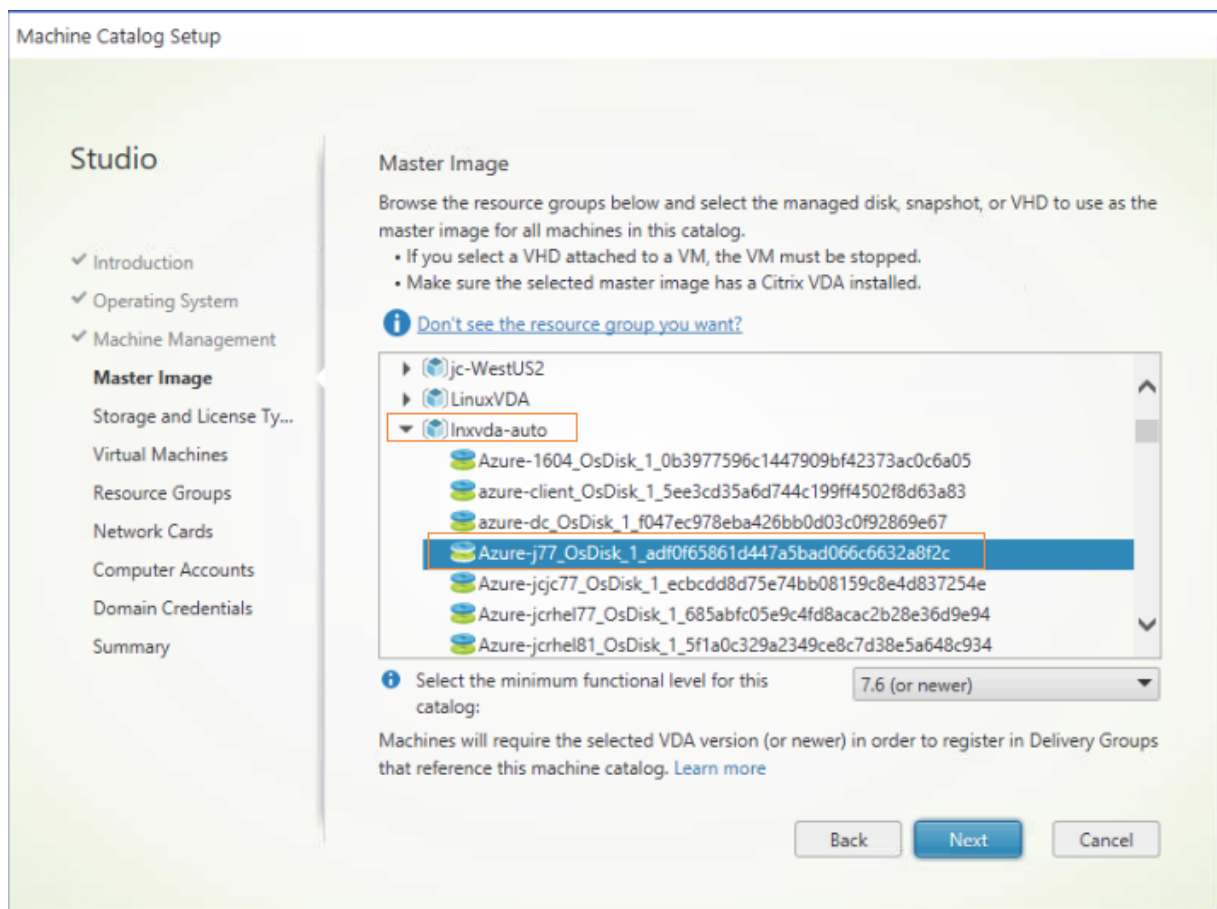 Machine Catalog Setup
Studio
Introduction
Operating System
Machine Management
Master Image
Storage and License Ty...
Virtual Machines
Resource Groups
Network Cards
Computer Accounts
Domain Credentials
Summary
Master Image
Browse the resource groups below and select the managed disk, snapshot, or VHD to use as the
master image for all machines in this catalog.
• If you select a VHD attached to a VM, the VM must be stopped.
• Make sure the selected master image has a Citrix VDA installed.
Don't see the resource group you want?
jc-WestUS2
LinuxVDA
lnxvda-auto
Azure-1604_OsDisk_1_0b3977596c1447909bf42373ac0c6a05
azure-client_OsDisk_1_5ee3cd35a6d744c199ff4502f8d63a83
azure-dc_OsDisk_1_f047ec978eba426bb0d03c0f92869e67
Azure-j77_OsDisk_1_adf0f65861d447a5bad066c6632a8f2c
Azure-jcjc77_OsDisk_1_ecbcdd8d75e74bb08159c8e4d837254e
Azure-jcrhel77_OsDisk_1_685abfc05e9c4fd8acac2b28e36d9e94
Azure-jcrhel81_OsDisk_1_5f1a0c329a2349ce8c7d38e5a648c934
Select the minimum functional level for this
catalog:
7.6 (or newer)
Machines will require the selected VDA version (or newer) in order to register in Delivery Groups
that reference this machine catalog. Learn more
Back
Next
Cancel